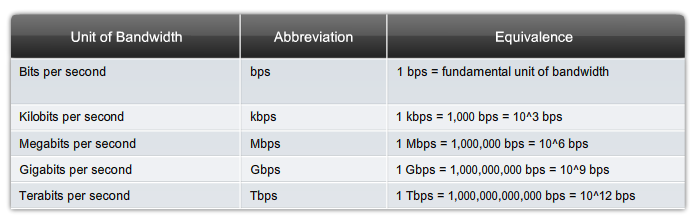 Unit of Bandwidth Abbreviation Equivalence
Bits per second bps 1 bps = fundamental unit of bandwidth
Kilobits per second kbps 1 kbps = 1,000 bps = 10^3 bps
Megabits per second Mbps 1 Mbps = 1,000,000 bps = 10^6 bps
Gigabits per second Gbps 1 Gbps = 1,000,000,000 bps = 10^9 bps
Terabits per second Tbps 1 Tbps = 1,000,000,000,000 bps = 10^12 bps